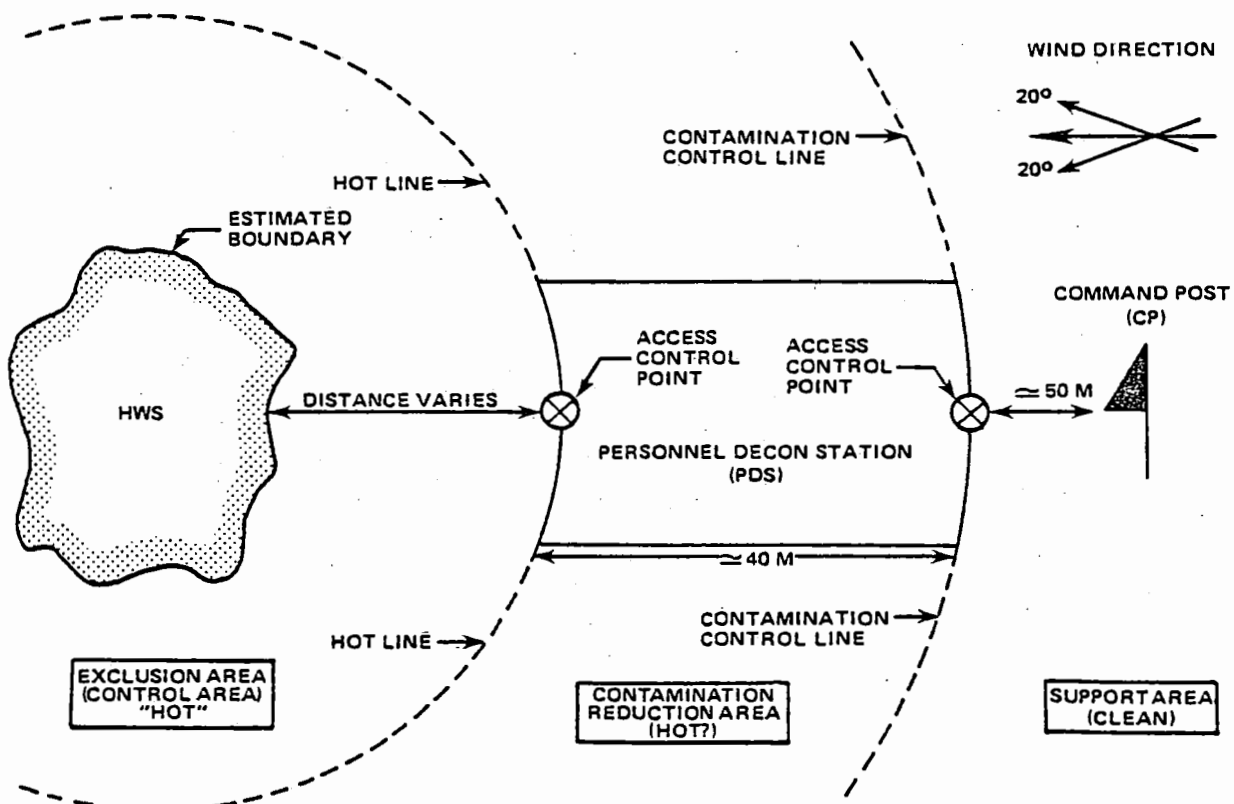 WIND DIRECTION
20°
20°
CONTAMINATION
CONTROL LINE
HOT LINE
ESTIMATED
BOUNDARY
COMMAND POST
(CP)
ACCESS
CONTROL
POINT
ACCESS
CONTROL
POINT
HWS
DISTANCE VARIES
≃ 50 M
PERSONNEL DECON STATION
(PDS)
≃ 40 M
CONTAMINATION
CONTROL LINE
HOT LINE
EXCLUSION AREA
(CONTROL AREA)
"HOT"
CONTAMINATION
REDUCTION AREA
(HOT?)
SUPPORT AREA
(CLEAN)